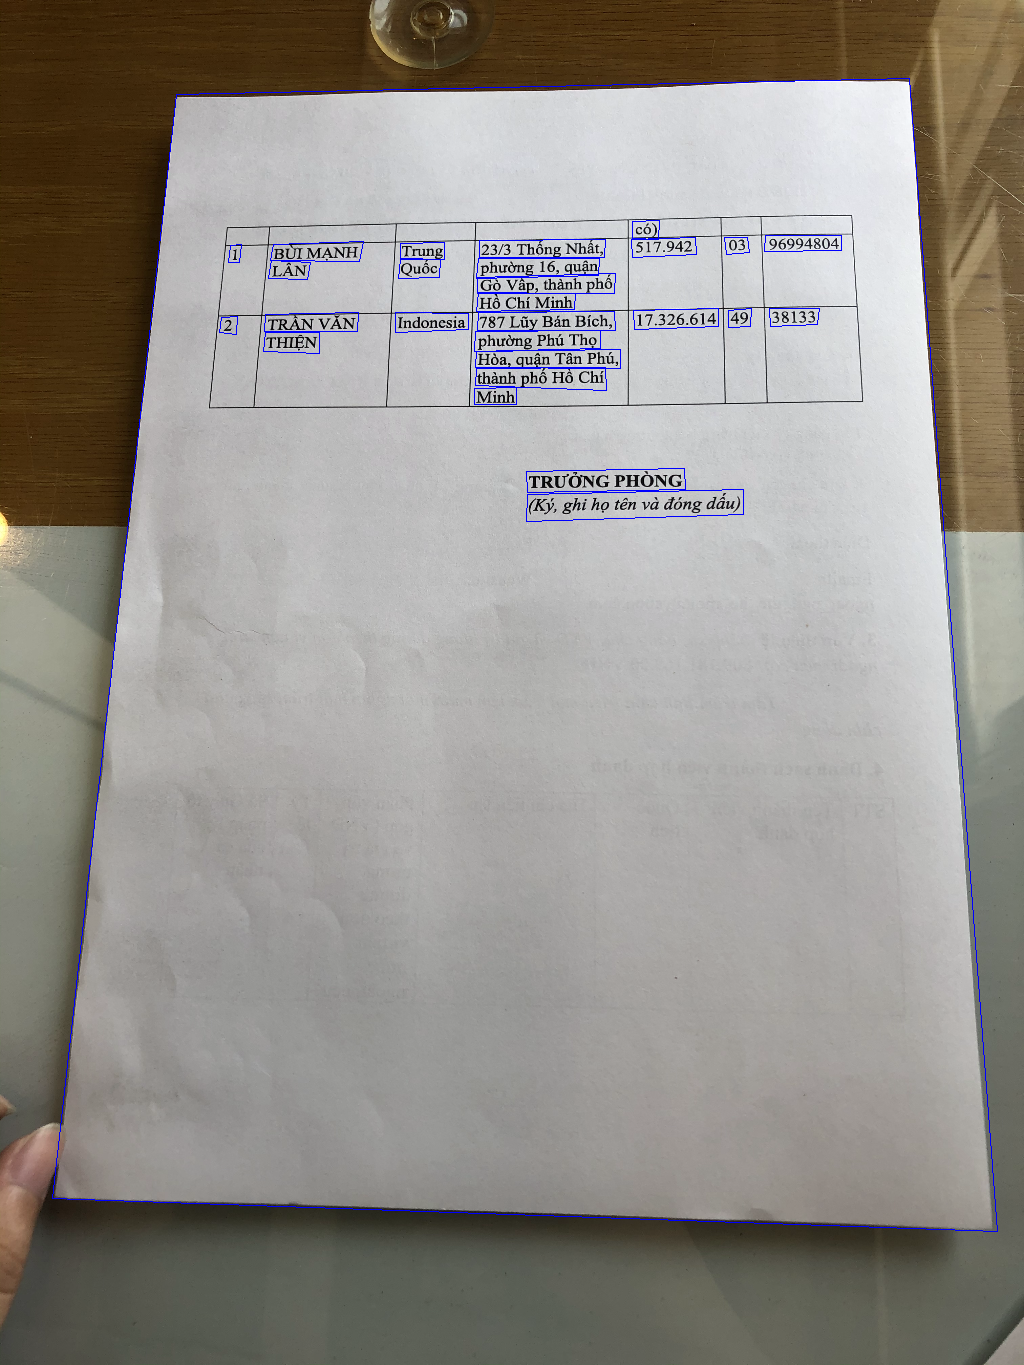 có)
1 BÙI MẠNH LÂN Trung Quốc 23/3 Thống Nhất, phường 16, quận Gò Vấp, thành phố Hồ Chí Minh 517.942 03 96994804
2 TRẦN VĂN THIỆN Indonesia 787 Lũy Bán Bích, phường Phú Thọ Hòa, quận Tân Phú, thành phố Hồ Chí Minh 17.326.614 49 38133
TRƯỞNG PHÒNG
(Ký, ghi họ tên và đóng dấu)